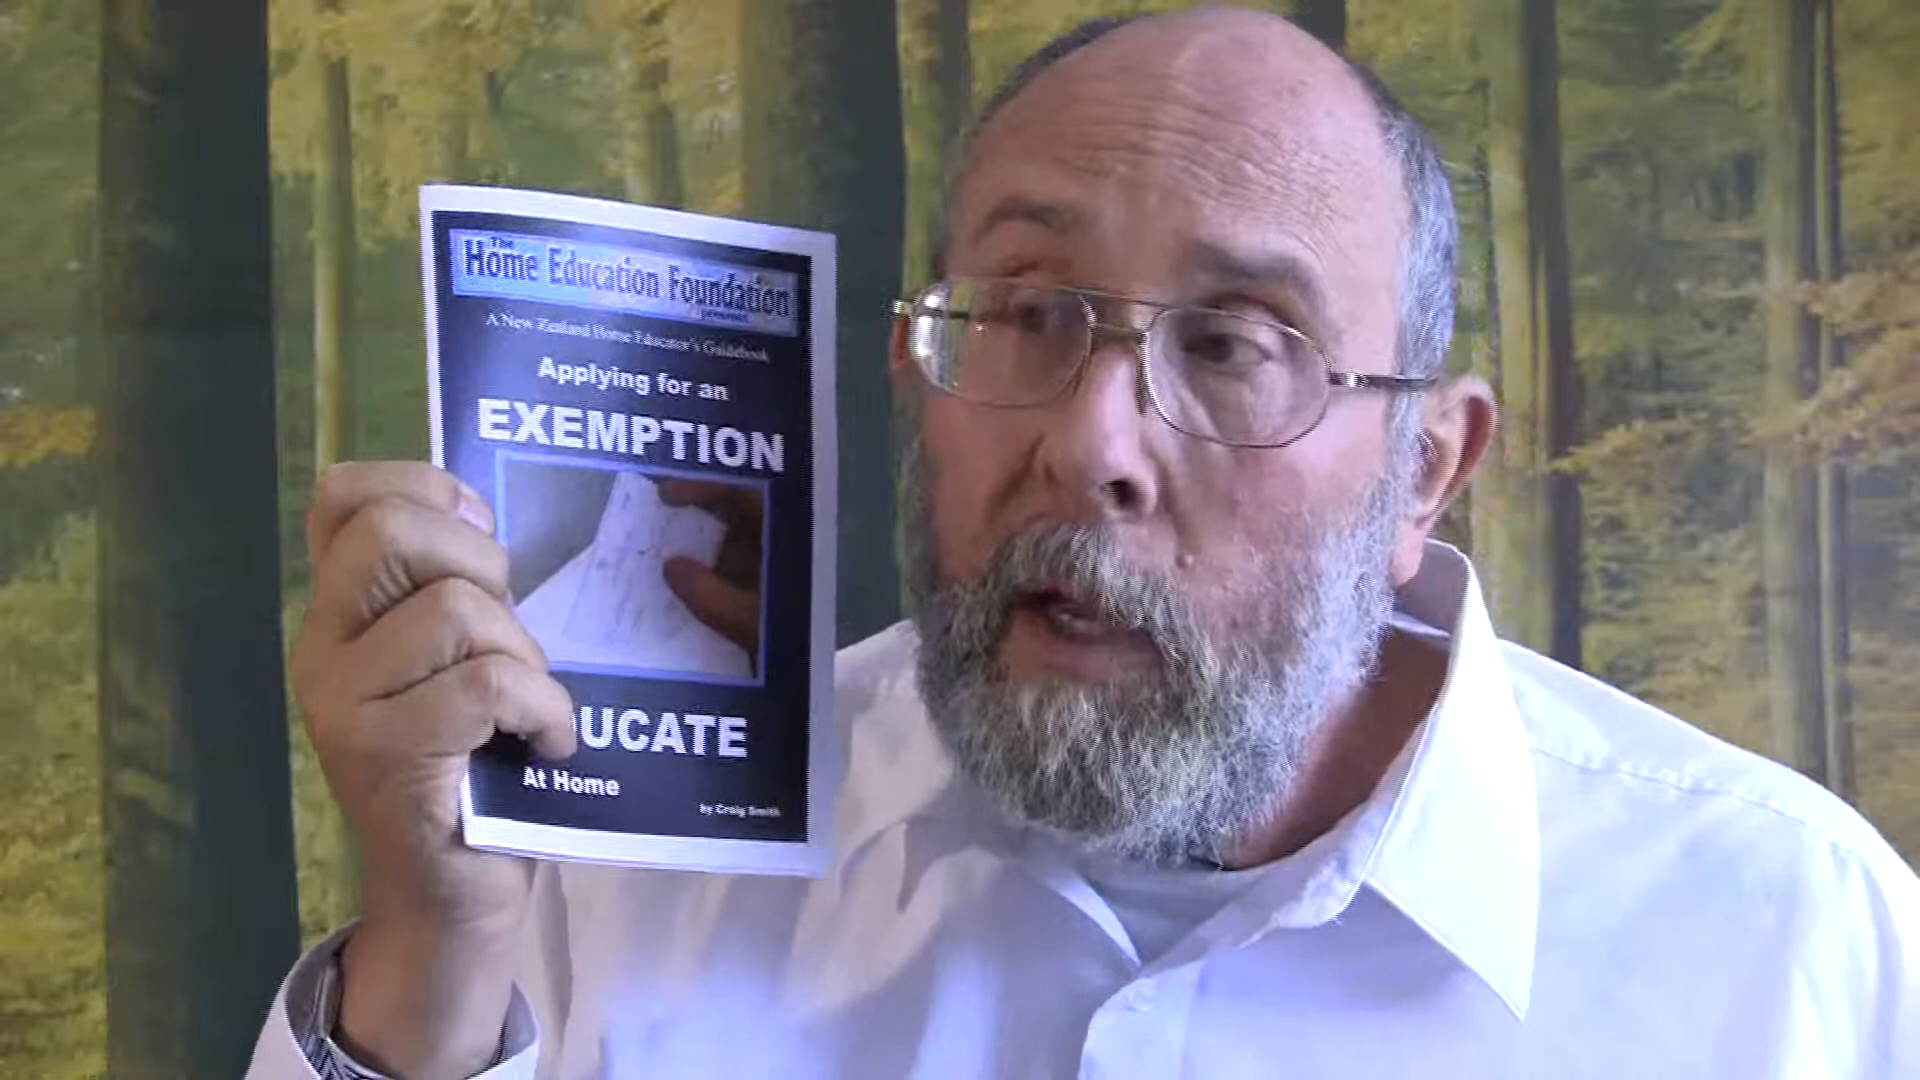 The
Home Education Foundation
presents
A New Zealand Home Educator's Guidebook
Applying for an
EXEMPTION
DUCATE
At Home
by Craig Smith